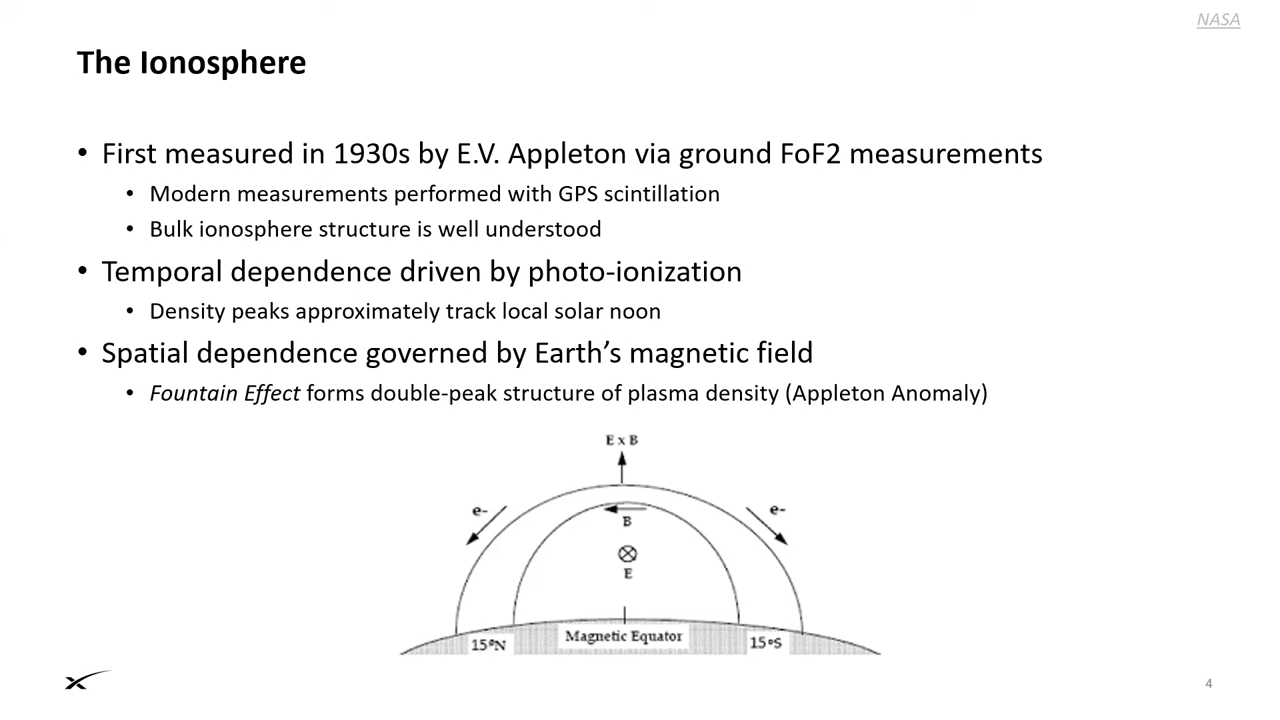 NASA
The Ionosphere
• First measured in 1930s by E.V. Appleton via ground FoF2 measurements
• Modern measurements performed with GPS scintillation
• Bulk ionosphere structure is well understood
• Temporal dependence driven by photo-ionization
• Density peaks approximately track local solar noon
• Spatial dependence governed by Earth’s magnetic field
• Fountain Effect forms double-peak structure of plasma density (Appleton Anomaly)
E x B
e- e-
B
E
15ºN Magnetic Equator 15ºS
4